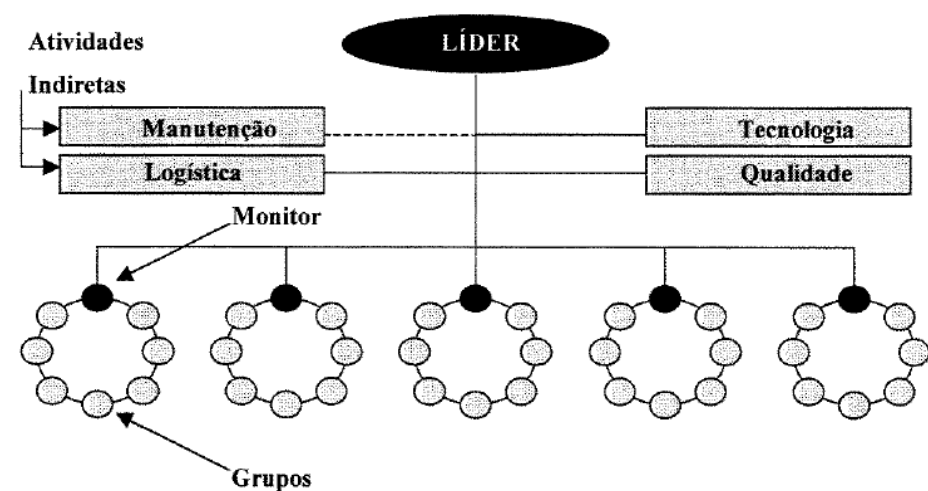 LÍDER
Atividades
Indiretas
Manutenção
Tecnologia
Logística
Qualidade
Monitor
Grupos